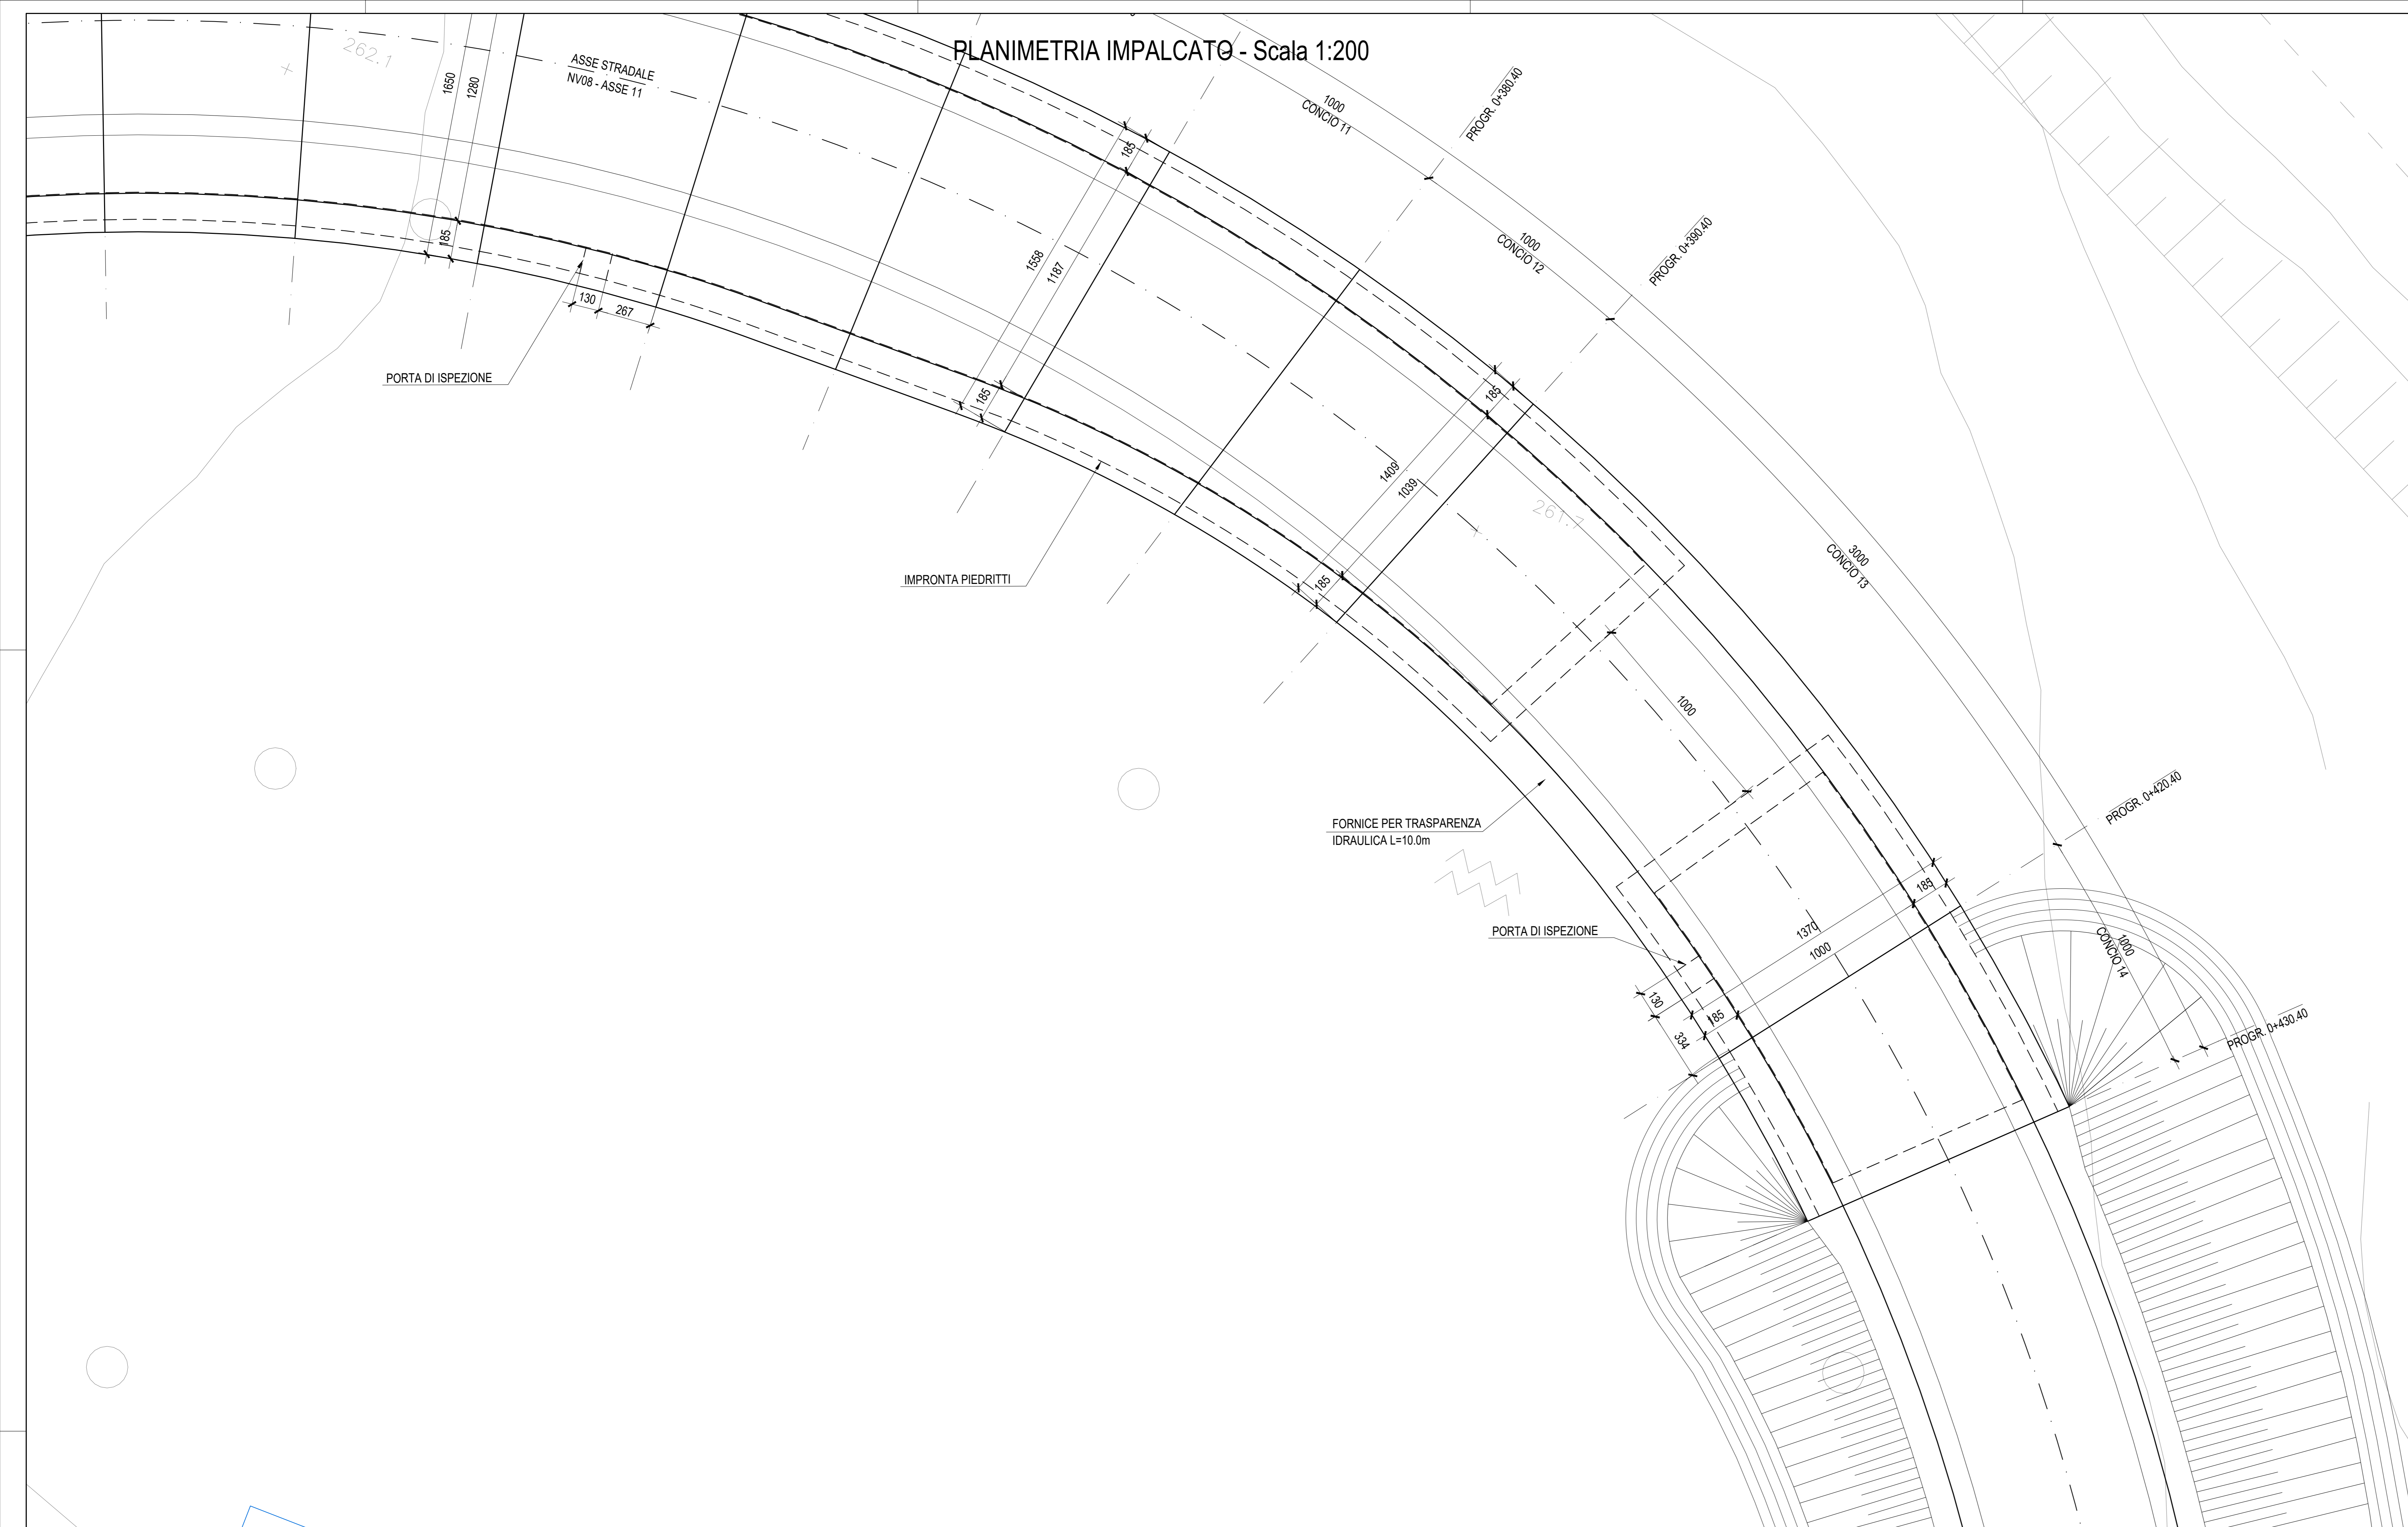 PLANIMETRIA IMPALCATO - Scala 1:200
262.1
ASSE STRADALE
NV08 - ASSE 11
1650
1280
185
130
267
PORTA DI ISPEZIONE
185
1558
1187
185
1000
CONCIO 11
PROGR. 0+380.40
1000
CONCIO 12
PROGR. 0+390.40
185
1409
1039
185
261.7
IMPRONTA PIEDRITTI
3000
CONCIO 13
1000
FORNICE PER TRASPARENZA
IDRAULICA L=10.0m
PROGR. 0+420.40
185
1370
1000
PORTA DI ISPEZIONE
130
185
334
1000
CONCIO 14
PROGR. 0+430.40